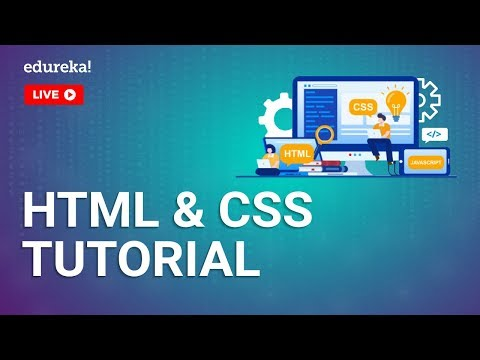 edureka!
LIVE
CSS
</>
HTML
JAVASCRIPT
HTML & CSS
TUTORIAL